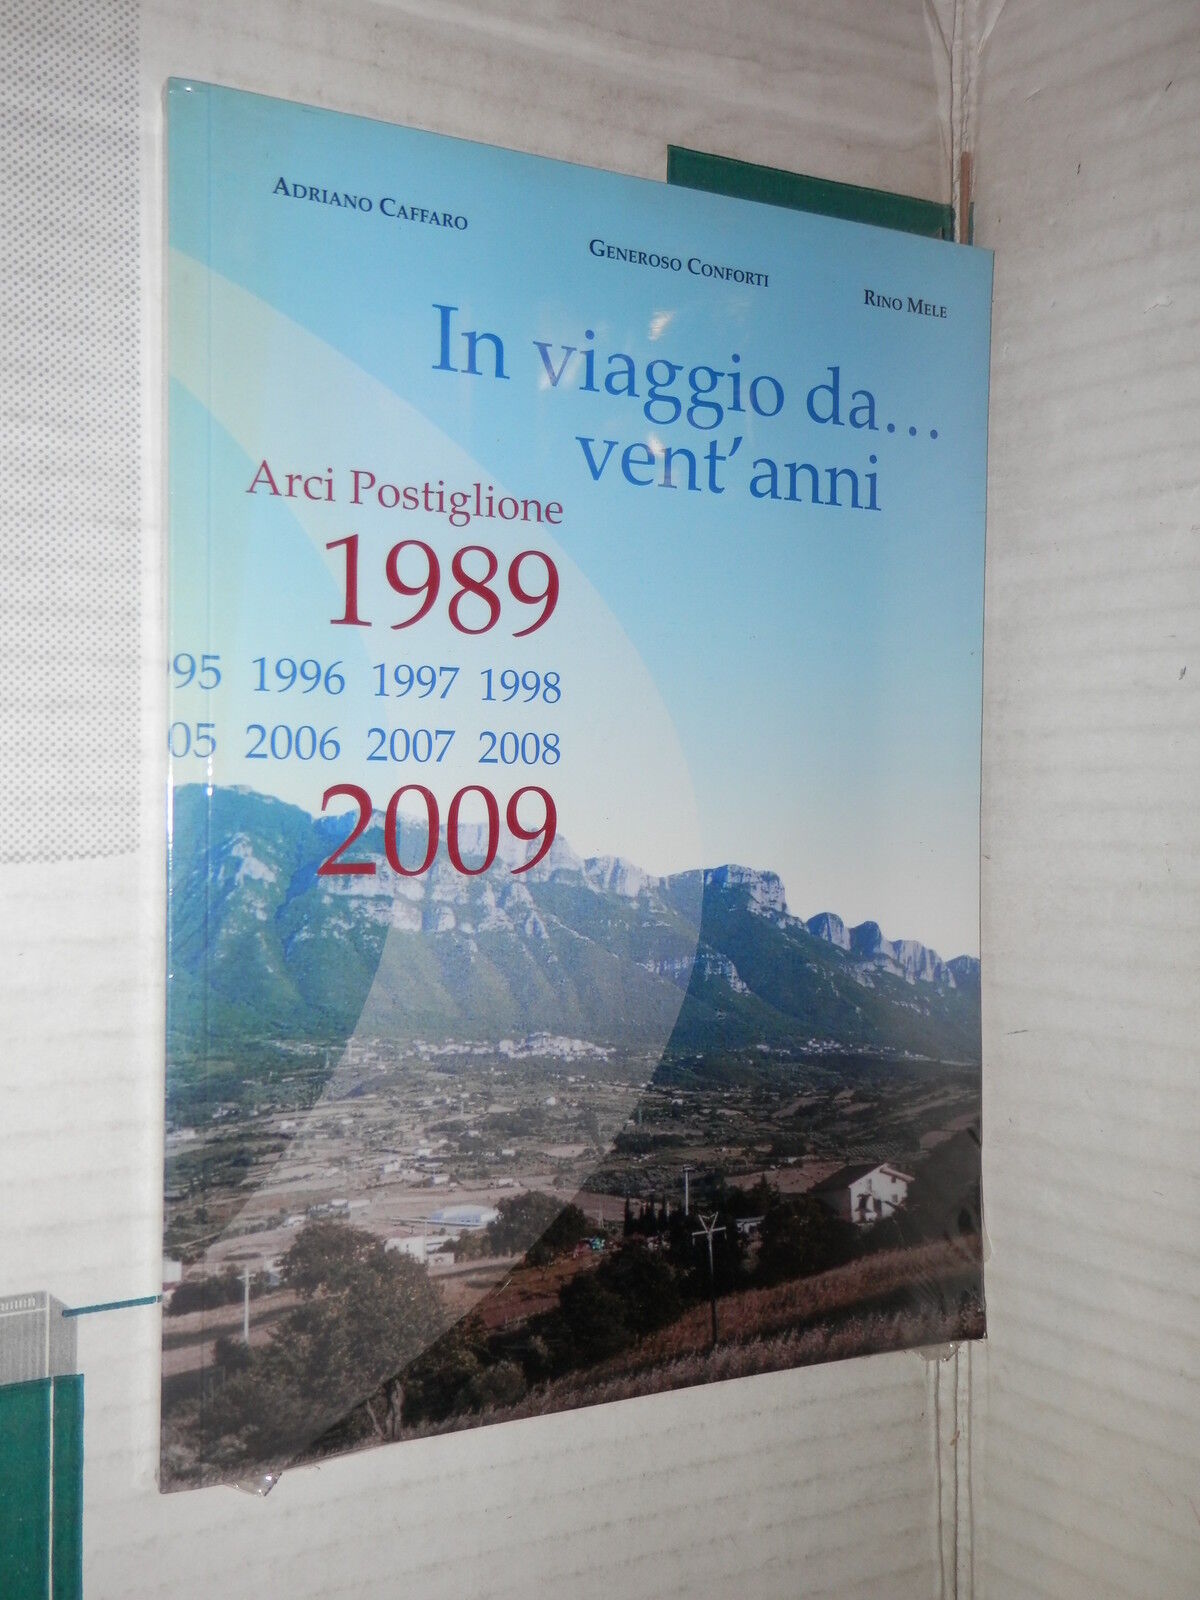 ADRIANO CAFFARO
GENEROSO CONFORTI
RINO MELE
In viaggio da...
vent'anni
Arci Postiglione
1989
95 1996 1997 1998
05 2006 2007 2008
2009